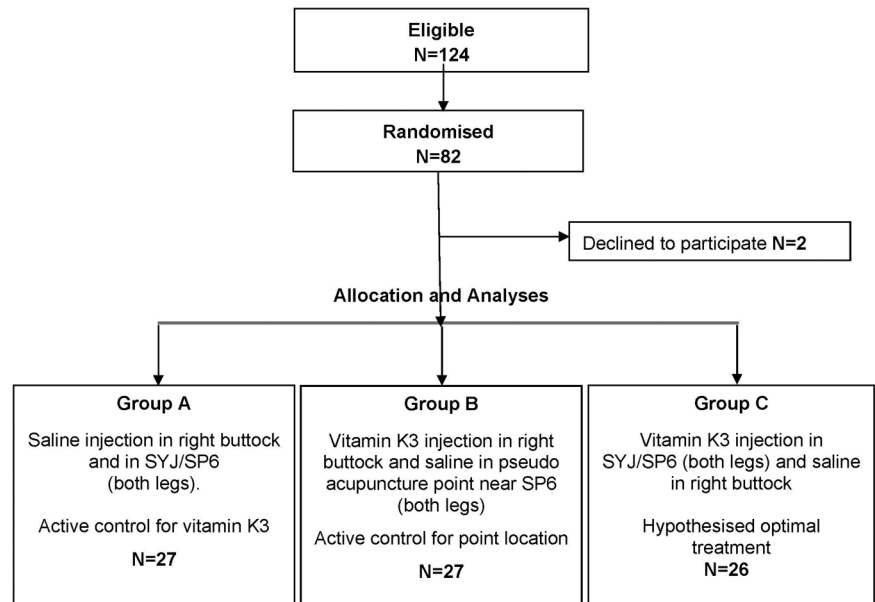 Eligible
N=124
Randomised
N=82
Declined to participate N=2
Allocation and Analyses
Group A
Saline injection in right buttock
and in SYJ/SP6
(both legs).
Active control for vitamin K3
N=27
Group B
Vitamin K3 injection in right
buttock and saline in pseudo
acupuncture point near SP6
(both legs)
Active control for point location
N=27
Group C
Vitamin K3 injection in
SYJ/SP6 (both legs) and saline
in right buttock
Hypothesised optimal
treatment
N=26